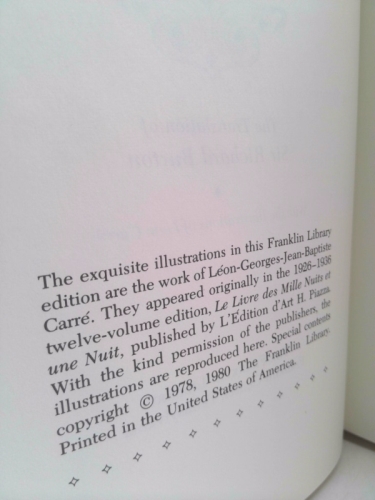 The exquisite illustrations in this Franklin Library
edition are the work of Léon-Georges-Jean-Baptiste
Carré. They appeared originally in the 1926–1936
twelve-volume edition, Le Livre des Mille Nuits et
une Nuit, published by L'Édition d'Art H. Piazza.
With the kind permission of the publishers, the
illustrations are reproduced here. Special contents
copyright © 1978, 1980 The Franklin Library.
Printed in the United States of America.